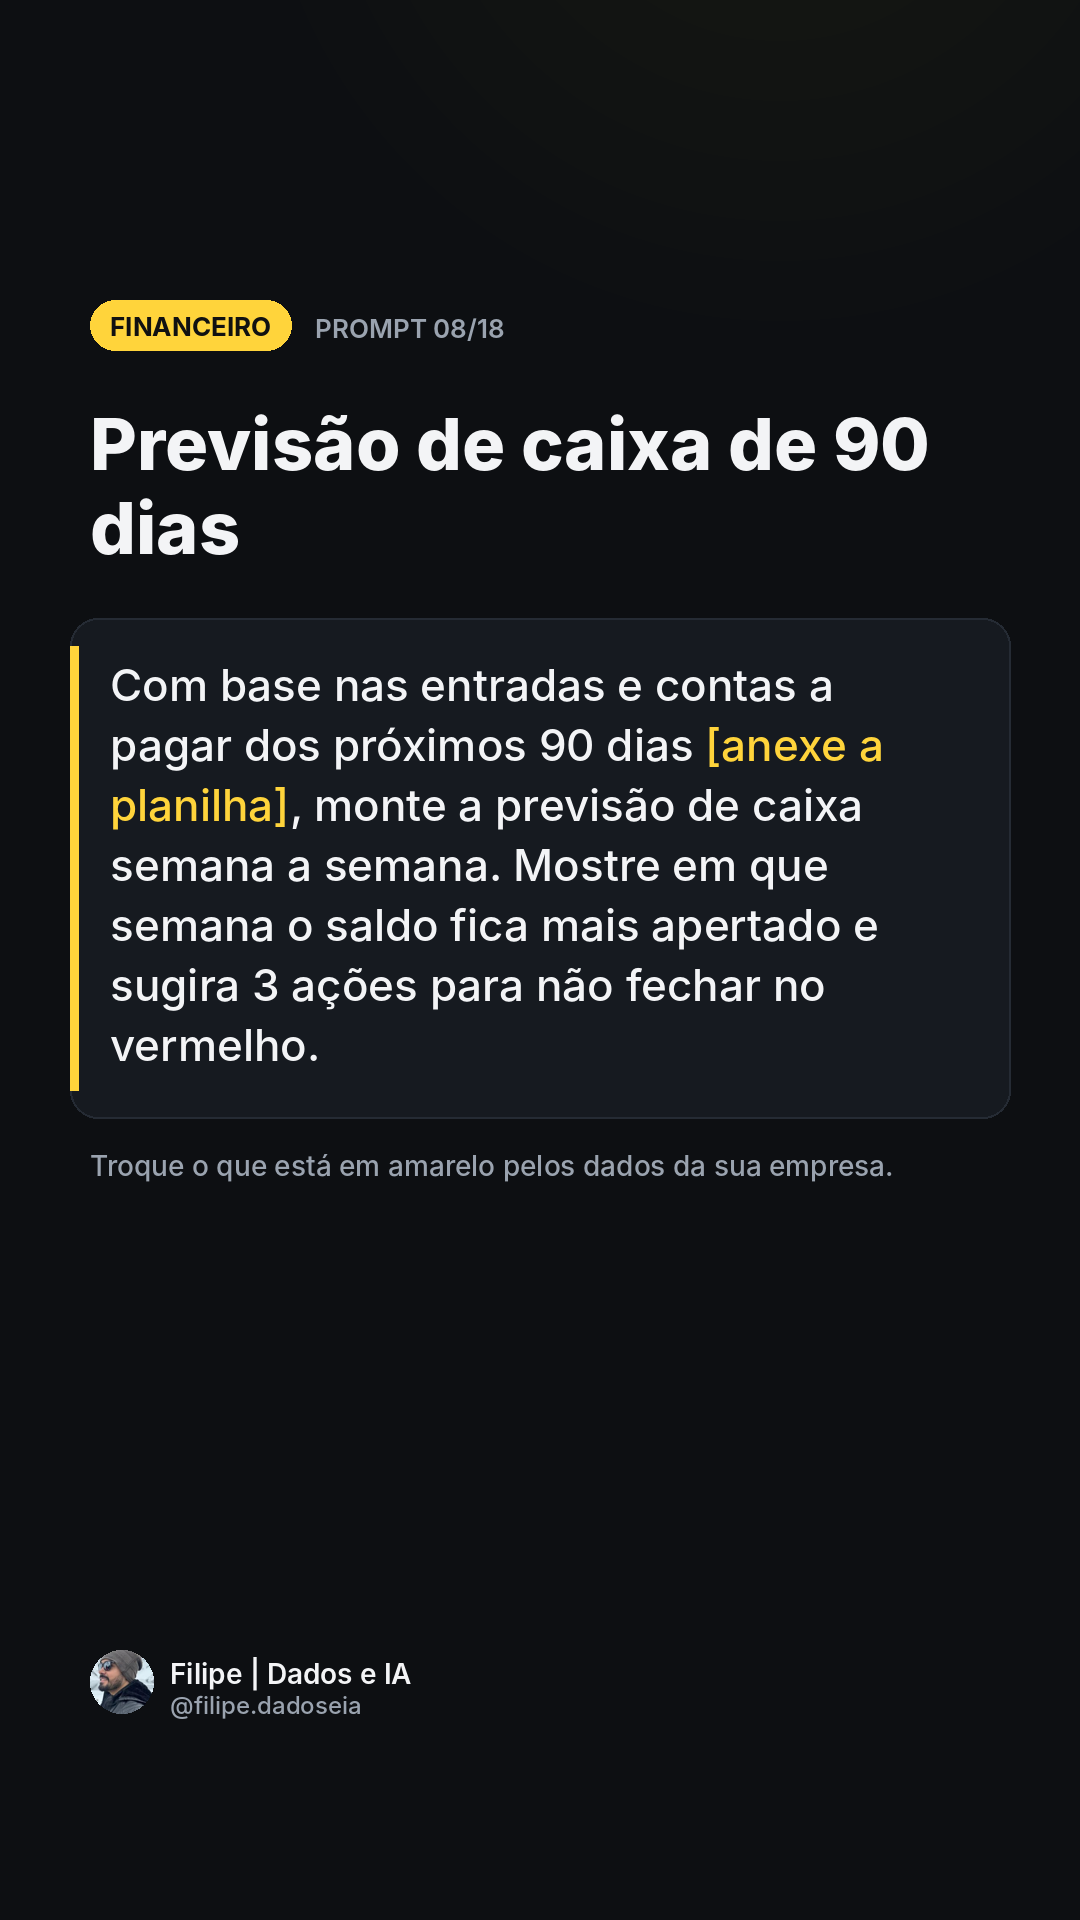 FINANCEIRO PROMPT 08/18
Previsão de caixa de 90
dias
Com base nas entradas e contas a
pagar dos próximos 90 dias [anexe a
planilha], monte a previsão de caixa
semana a semana. Mostre em que
semana o saldo fica mais apertado e
sugira 3 ações para não fechar no
vermelho.
Troque o que está em amarelo pelos dados da sua empresa.
Filipe | Dados e IA
@filipe.dadoseia